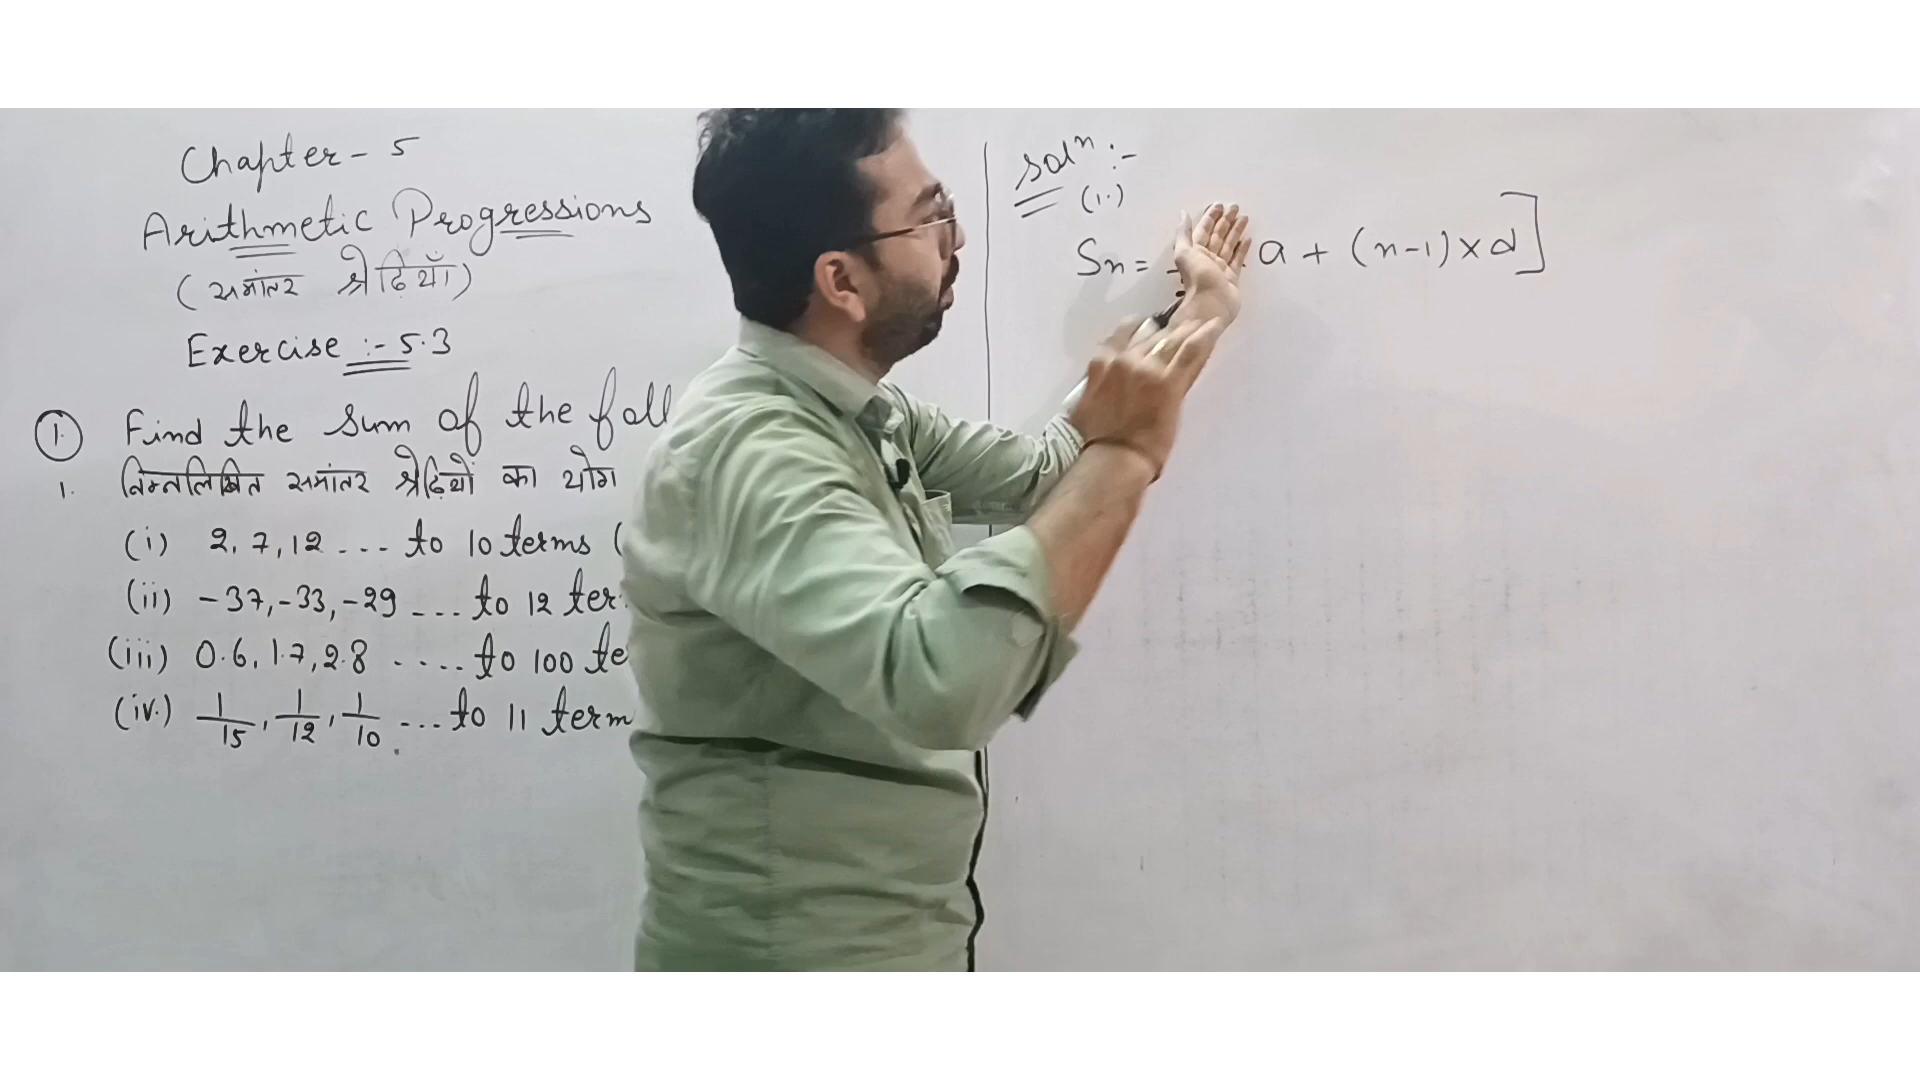 Chapter - 5
Arithmetic Progressions
(समांतर श्रेढ़ियाँ)
Exercise :- 5.3
1. Find the sum of the foll
1. निम्नलिखित समांतर श्रेढ़ियों का योग
(i) 2, 7, 12 ... to 10 terms (
(ii) -37, -33, -29 ... to 12 ter
(iii) 0.6, 1.7, 2.8 .... to 100 te
(iv.) 1/15, 1/12, 1/10 ... to 11 term
Solⁿ :-
(1.)
Sn = a + (n-1) × d]